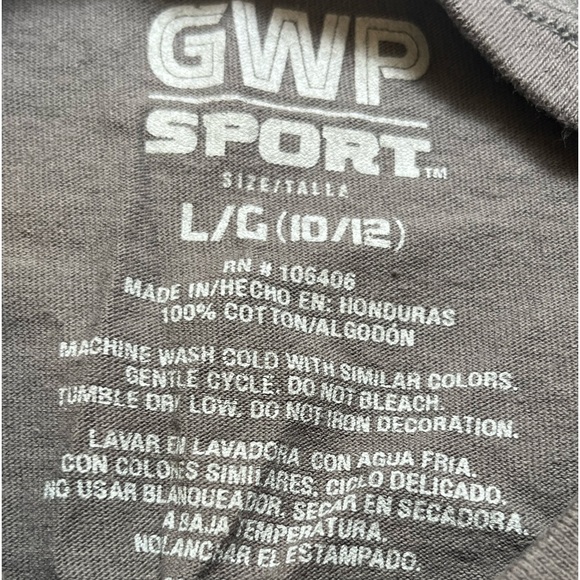 GWP
SPORT™
SIZE/TALLA
L/G (10/12)
RN # 106406
MADE IN/HECHO EN: HONDURAS
100% COTTON/ALGODÓN
MACHINE WASH COLD WITH SIMILAR COLORS.
GENTLE CYCLE. DO NOT BLEACH.
TUMBLE DRY LOW. DO NOT IRON DECORATION.
LAVAR EN LAVADORA CON AGUA FRIA.
CON COLORES SIMILARES, CICLO DELICADO.
NO USAR BLANQUEADOR, SECAR EN SECADORA.
A BAJA TEMPERATURA.
NO LANCHAR EL ESTAMPADO.